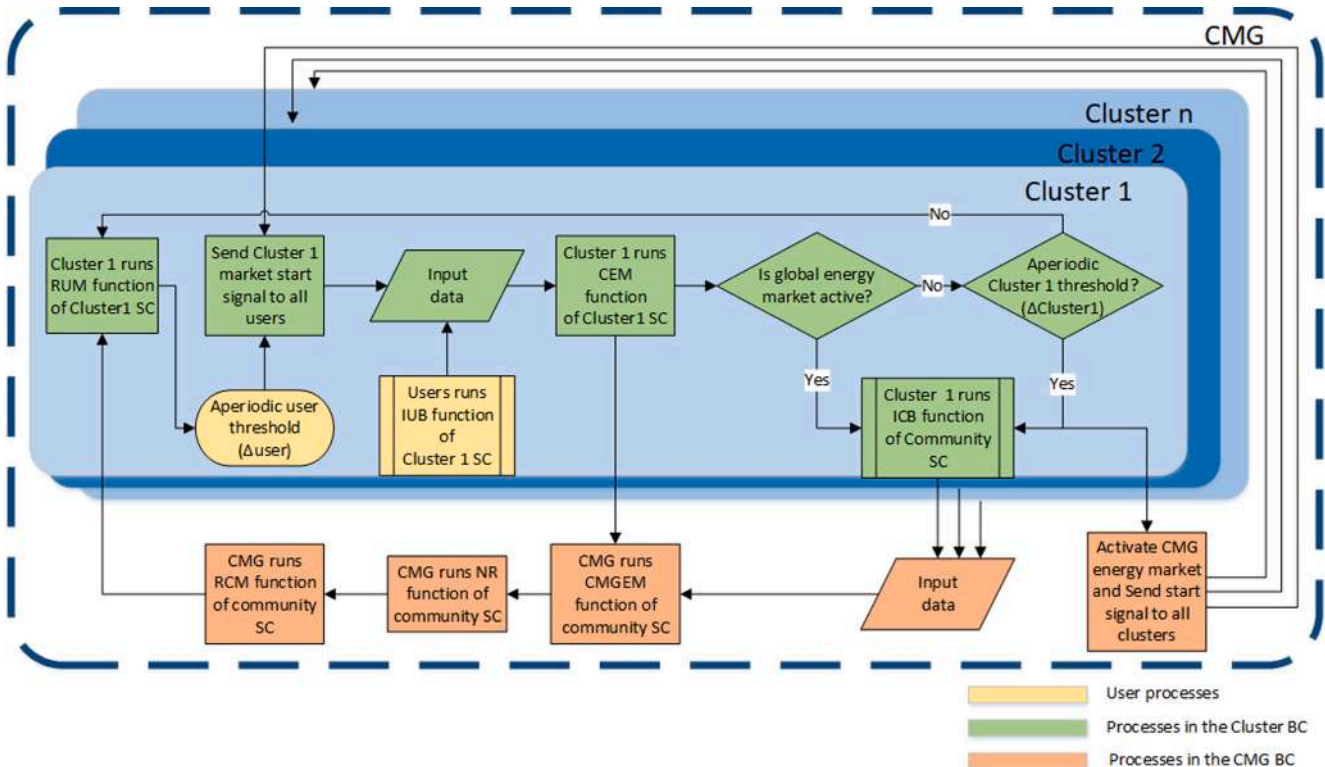 CMG
Cluster n
Cluster 2
Cluster 1
No
Cluster 1 runs
RUM function
of Cluster1 SC
Send Cluster 1
market start
signal to all
users
Input
data
Cluster 1 runs
CEM
function
of Cluster1 SC
Is global energy
market active?
No
Aperiodic
Cluster 1 threshold?
(ΔCluster1)
Yes
Yes
Aperiodic user
threshold
(Δuser)
Users runs
IUB function
of
Cluster 1 SC
Cluster 1 runs
ICB function
of Community
SC
CMG runs
RCM function
of community
SC
CMG runs NR
function of
community SC
CMG runs
CMGEM
function of
community SC
Input
data
Activate CMG
energy market
and Send start
signal to all
clusters
User processes
Processes in the Cluster BC
Processes in the CMG BC